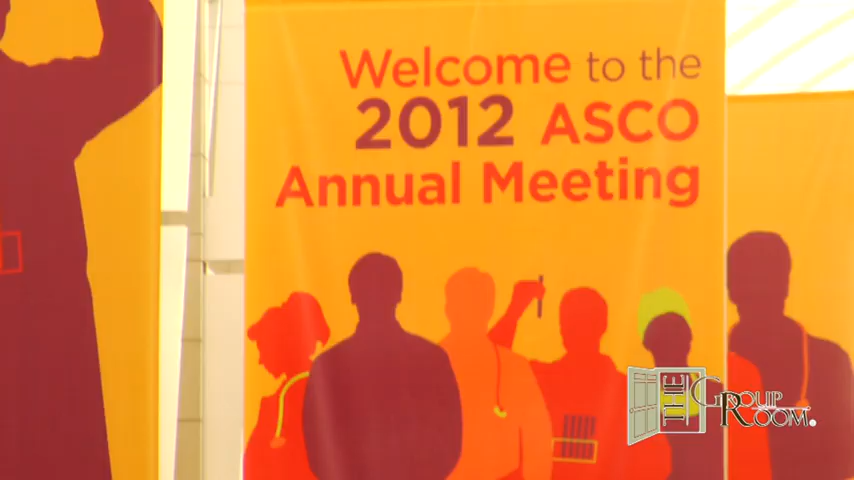 Welcome to the
2012 ASCO
Annual Meeting
THE GROUP ROOM.